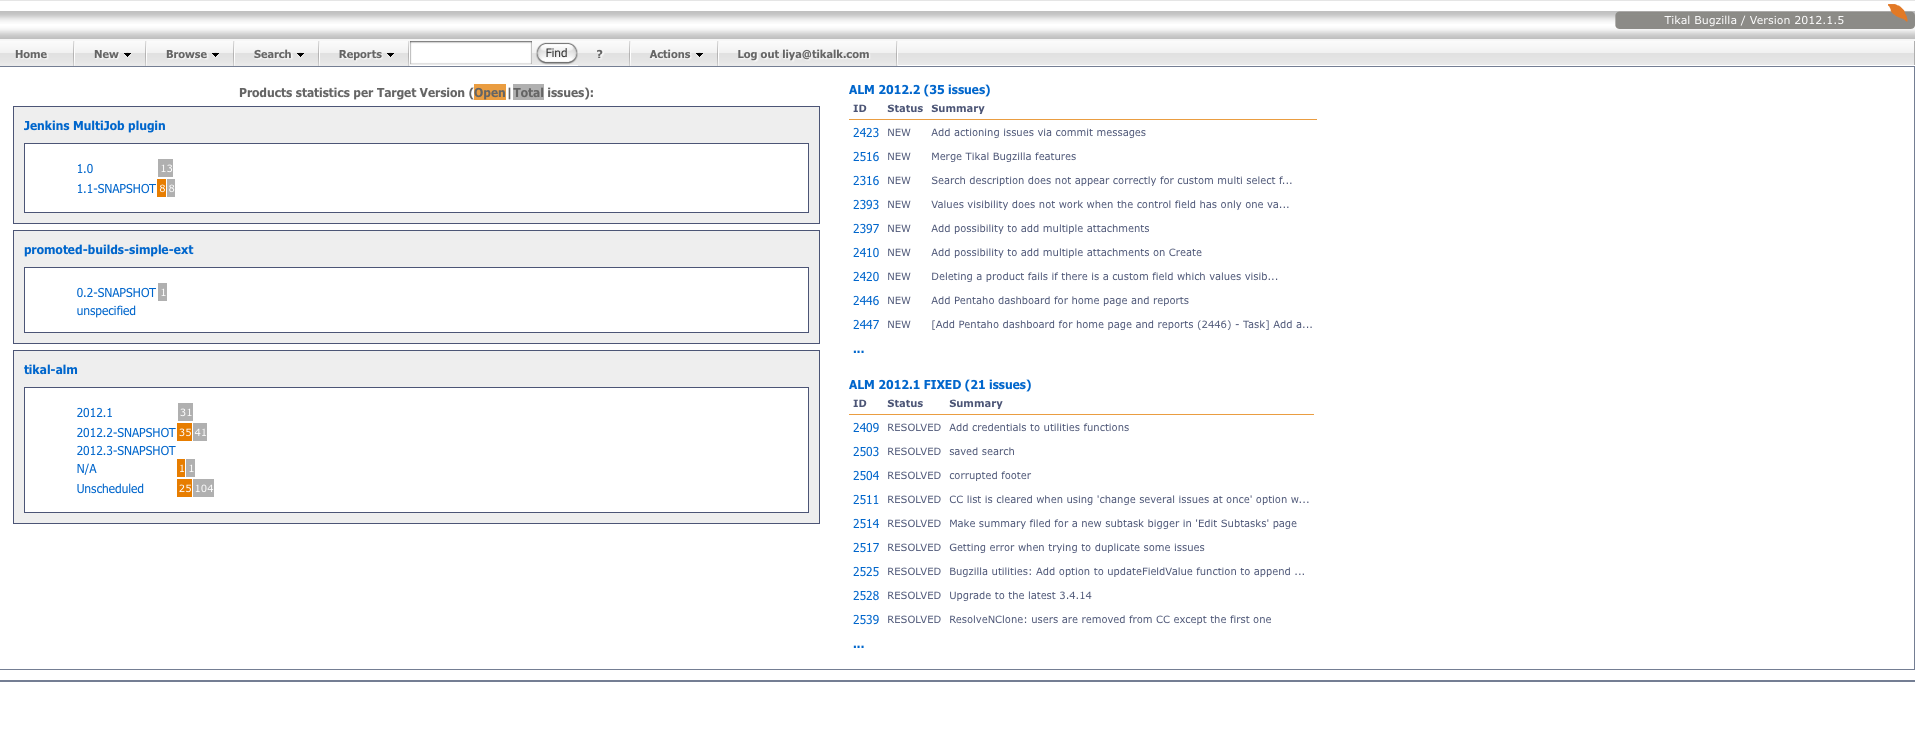 Tikal Bugzilla / Version 2012.1.5
Home New Browse Search Reports Find ? Actions Log out liya@tikalk.com
Products statistics per Target Version (Open|Total issues):
Jenkins MultiJob plugin
1.0 13
1.1-SNAPSHOT 8 8
promoted-builds-simple-ext
0.2-SNAPSHOT 1
unspecified
tikal-alm
2012.1 31
2012.2-SNAPSHOT 35 41
2012.3-SNAPSHOT
N/A 1 1
Unscheduled 25 104
ALM 2012.2 (35 issues)
ID Status Summary
2423 NEW Add actioning issues via commit messages
2516 NEW Merge Tikal Bugzilla features
2316 NEW Search description does not appear correctly for custom multi select f...
2393 NEW Values visibility does not work when the control field has only one va...
2397 NEW Add possibility to add multiple attachments
2410 NEW Add possibility to add multiple attachments on Create
2420 NEW Deleting a product fails if there is a custom field which values visib...
2446 NEW Add Pentaho dashboard for home page and reports
2447 NEW [Add Pentaho dashboard for home page and reports (2446) - Task] Add a...
...
ALM 2012.1 FIXED (21 issues)
ID Status Summary
2409 RESOLVED Add credentials to utilities functions
2503 RESOLVED saved search
2504 RESOLVED corrupted footer
2511 RESOLVED CC list is cleared when using 'change several issues at once' option w...
2514 RESOLVED Make summary filed for a new subtask bigger in 'Edit Subtasks' page
2517 RESOLVED Getting error when trying to duplicate some issues
2525 RESOLVED Bugzilla utilities: Add option to updateFieldValue function to append ...
2528 RESOLVED Upgrade to the latest 3.4.14
2539 RESOLVED ResolveNClone: users are removed from CC except the first one
...